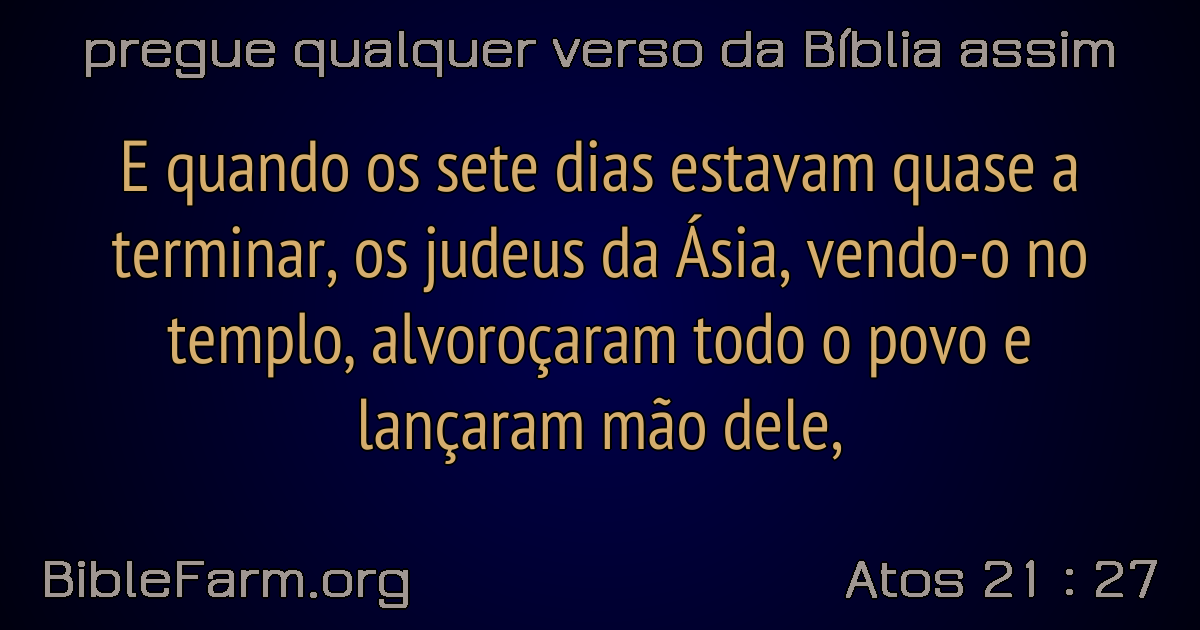 pregue qualquer verso da Bíblia assim
E quando os sete dias estavam quase a
terminar, os judeus da Ásia, vendo-o no
templo, alvoroçaram todo o povo e
lançaram mão dele,
BibleFarm.org
Atos 21 : 27